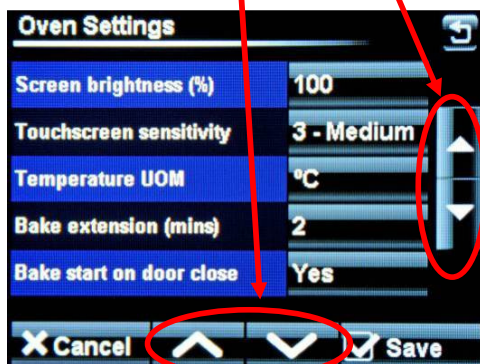 Oven Settings
Screen brightness (%) 100
Touchscreen sensitivity 3 - Medium
Temperature UOM ºC
Bake extension (mins) 2
Bake start on door close Yes
Cancel Save